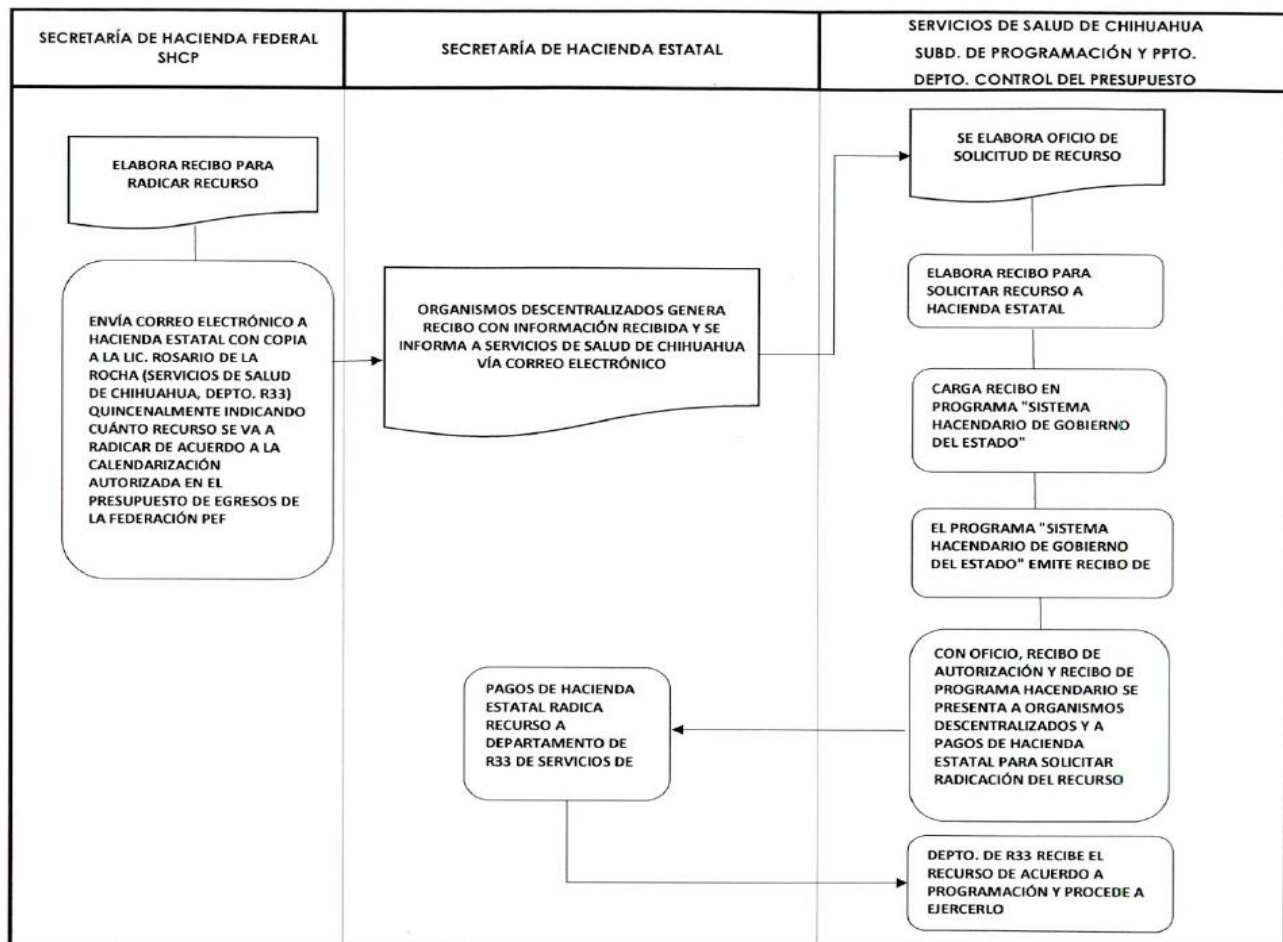 SECRETARÍA DE HACIENDA FEDERAL
SHCP
SECRETARÍA DE HACIENDA ESTATAL
SERVICIOS DE SALUD DE CHIHUAHUA
SUBD. DE PROGRAMACIÓN Y PPTO.
DEPTO. CONTROL DEL PRESUPUESTO
ELABORA RECIBO PARA
RADICAR RECURSO
ENVÍA CORREO ELECTRÓNICO A
HACIENDA ESTATAL CON COPIA
A LA LIC. ROSARIO DE LA
ROCHA (SERVICIOS DE SALUD
DE CHIHUAHUA, DEPTO. R33)
QUINCENALMENTE INDICANDO
CUÁNTO RECURSO SE VA A
RADICAR DE ACUERDO A LA
CALENDARIZACIÓN
AUTORIZADA EN EL
PRESUPUESTO DE EGRESOS DE
LA FEDERACIÓN PEF
ORGANISMOS DESCENTRALIZADOS GENERA
RECIBO CON INFORMACIÓN RECIBIDA Y SE
INFORMA A SERVICIOS DE SALUD DE CHIHUAHUA
VÍA CORREO ELECTRÓNICO
SE ELABORA OFICIO DE
SOLICITUD DE RECURSO
ELABORA RECIBO PARA
SOLICITAR RECURSO A
HACIENDA ESTATAL
CARGA RECIBO EN
PROGRAMA "SISTEMA
HACENDARIO DE GOBIERNO
DEL ESTADO"
EL PROGRAMA "SISTEMA
HACENDARIO DE GOBIERNO
DEL ESTADO" EMITE RECIBO DE
CON OFICIO, RECIBO DE
AUTORIZACIÓN Y RECIBO DE
PROGRAMA HACENDARIO SE
PRESENTA A ORGANISMOS
DESCENTRALIZADOS Y A
PAGOS DE HACIENDA
ESTATAL PARA SOLICITAR
RADICACIÓN DEL RECURSO
PAGOS DE HACIENDA
ESTATAL RADICA
RECURSO A
DEPARTAMENTO DE
R33 DE SERVICIOS DE
DEPTO. DE R33 RECIBE EL
RECURSO DE ACUERDO A
PROGRAMACIÓN Y PROCEDE A
EJERCERLO